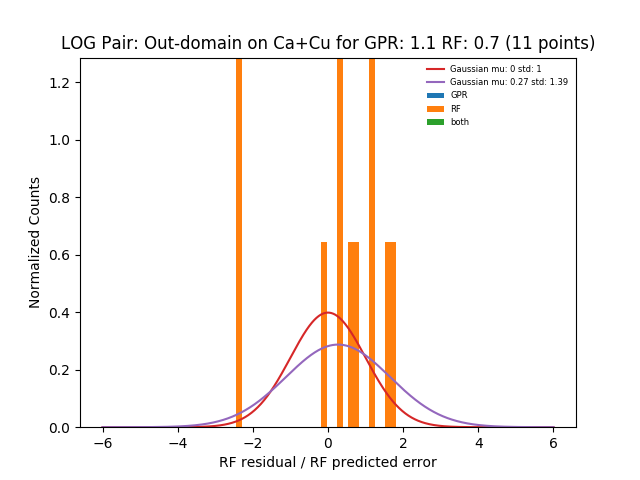 LOG Pair: Out-domain on Ca+Cu for GPR: 1.1 RF: 0.7 (11 points)
Gaussian mu: 0 std: 1
Gaussian mu: 0.27 std: 1.39
GPR
RF
both
Normalized Counts
1.2
1.0
0.8
0.6
0.4
0.2
0.0
−6 −4 −2 0 2 4 6
RF residual / RF predicted error